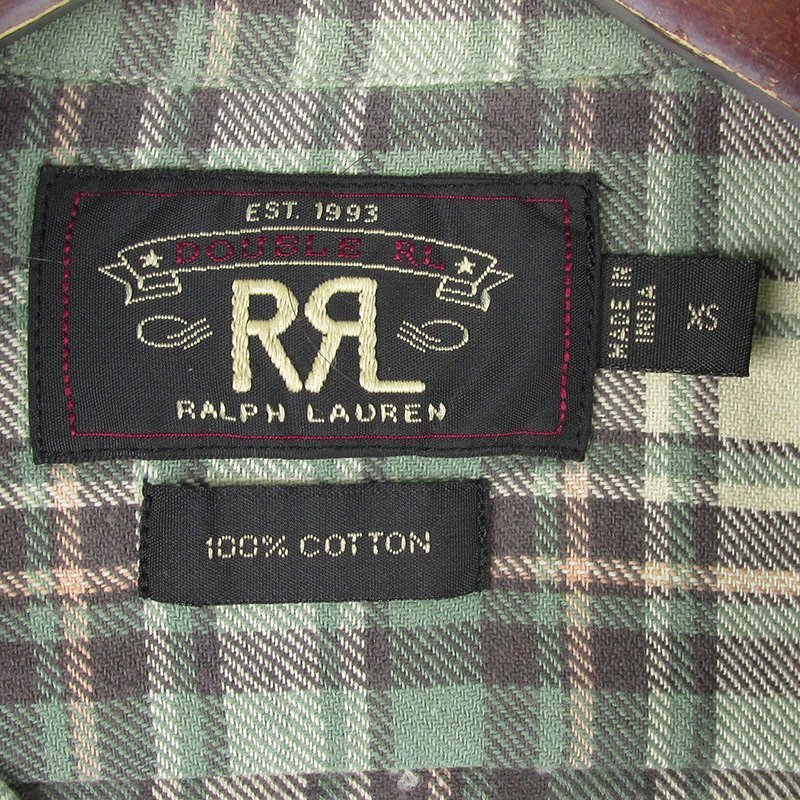 EST. 1993
DOUBLE RL
RRL
RALPH LAUREN
MADE IN
INDIA
XS
100% COTTON